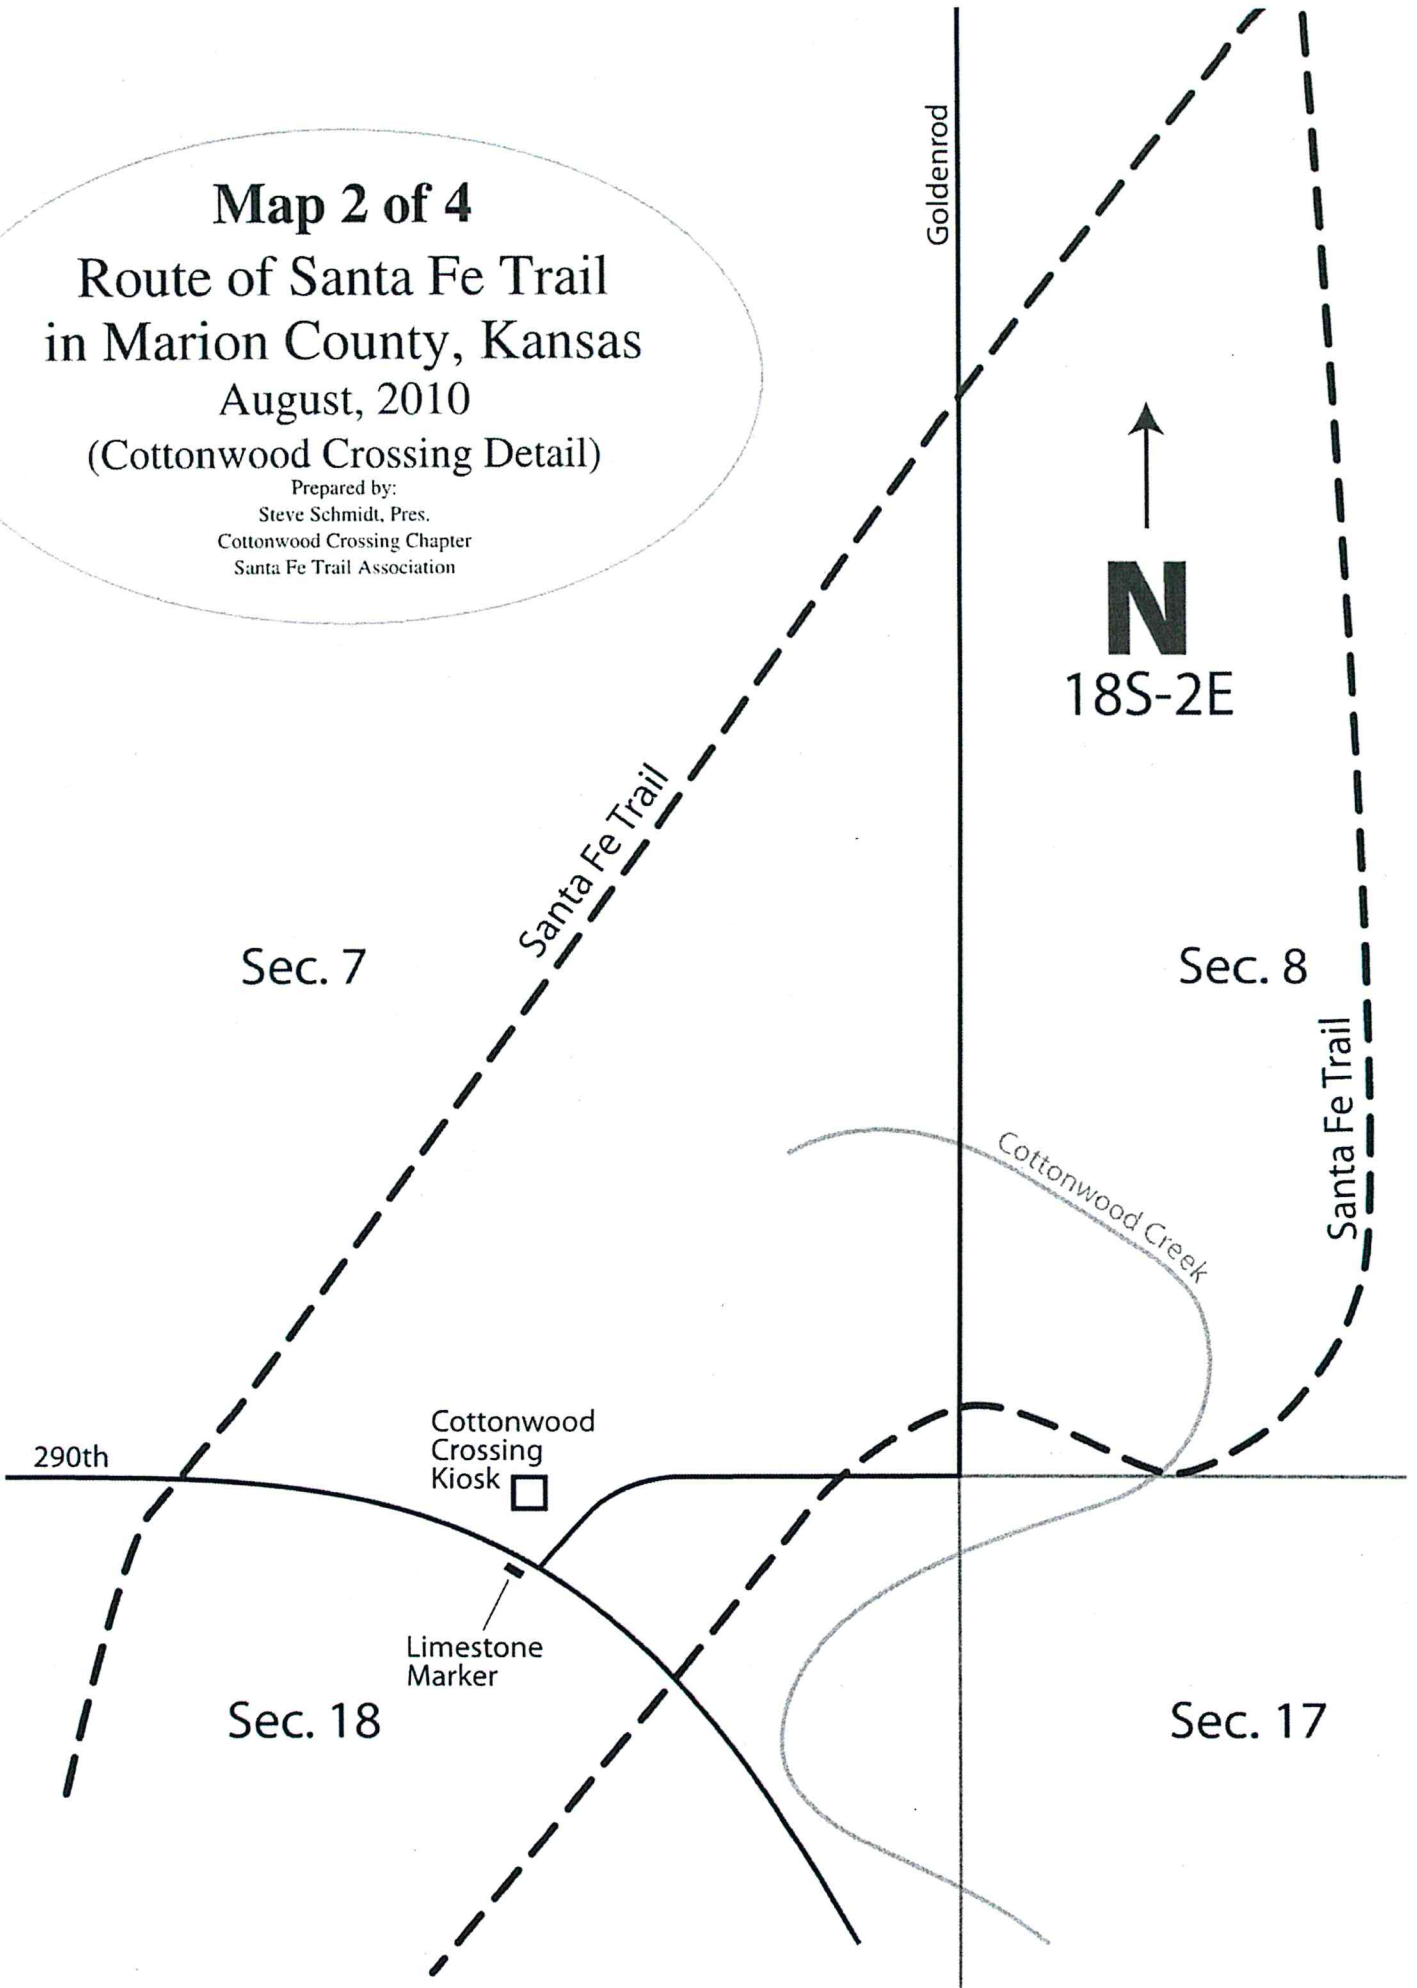 Map 2 of 4
Route of Santa Fe Trail
in Marion County, Kansas
August, 2010
(Cottonwood Crossing Detail)
Prepared by:
Steve Schmidt, Pres.
Cottonwood Crossing Chapter
Santa Fe Trail Association
Goldenrod
N
18S-2E
Santa Fe Trail
Sec. 7
Sec. 8
Santa Fe Trail
Cottonwood Creek
290th
Cottonwood
Crossing
Kiosk
Limestone
Marker
Sec. 18
Sec. 17